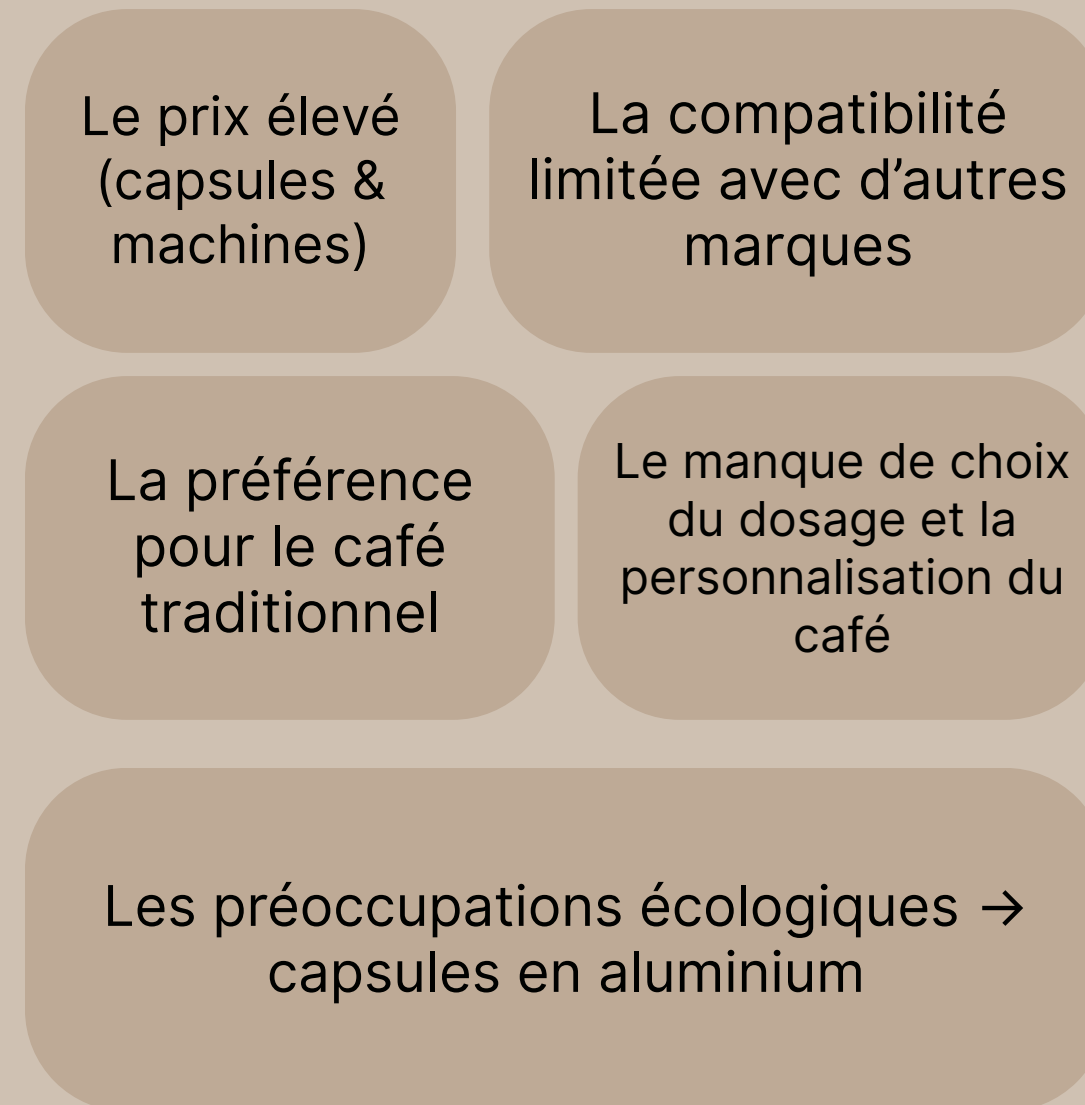 Le prix élevé
(capsules &
machines)
La compatibilité
limitée avec d’autres
marques
La préférence
pour le café
traditionnel
Le manque de choix
du dosage et la
personnalisation du
café
Les préoccupations écologiques →
capsules en aluminium